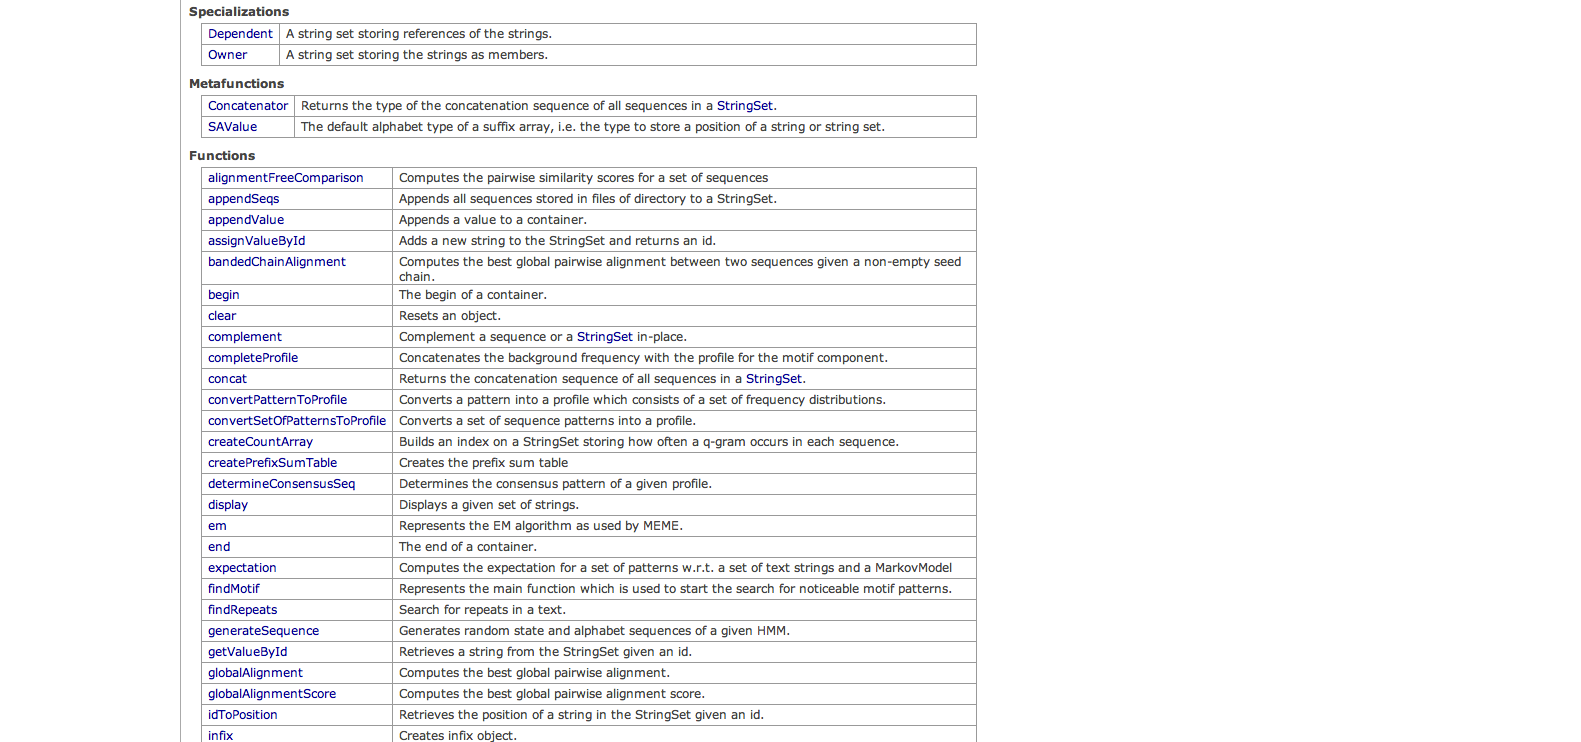 Specializations
Dependent A string set storing references of the strings.
Owner A string set storing the strings as members.
Metafunctions
Concatenator Returns the type of the concatenation sequence of all sequences in a StringSet.
SAValue The default alphabet type of a suffix array, i.e. the type to store a position of a string or string set.
Functions
alignmentFreeComparison Computes the pairwise similarity scores for a set of sequences
appendSeqs Appends all sequences stored in files of directory to a StringSet.
appendValue Appends a value to a container.
assignValueById Adds a new string to the StringSet and returns an id.
bandedChainAlignment Computes the best global pairwise alignment between two sequences given a non-empty seed
chain.
begin The begin of a container.
clear Resets an object.
complement Complement a sequence or a StringSet in-place.
completeProfile Concatenates the background frequency with the profile for the motif component.
concat Returns the concatenation sequence of all sequences in a StringSet.
convertPatternToProfile Converts a pattern into a profile which consists of a set of frequency distributions.
convertSetOfPatternsToProfile Converts a set of sequence patterns into a profile.
createCountArray Builds an index on a StringSet storing how often a q-gram occurs in each sequence.
createPrefixSumTable Creates the prefix sum table
determineConsensusSeq Determines the consensus pattern of a given profile.
display Displays a given set of strings.
em Represents the EM algorithm as used by MEME.
end The end of a container.
expectation Computes the expectation for a set of patterns w.r.t. a set of text strings and a MarkovModel
findMotif Represents the main function which is used to start the search for noticeable motif patterns.
findRepeats Search for repeats in a text.
generateSequence Generates random state and alphabet sequences of a given HMM.
getValueById Retrieves a string from the StringSet given an id.
globalAlignment Computes the best global pairwise alignment.
globalAlignmentScore Computes the best global pairwise alignment score.
idToPosition Retrieves the position of a string in the StringSet given an id.
infix Creates infix object.